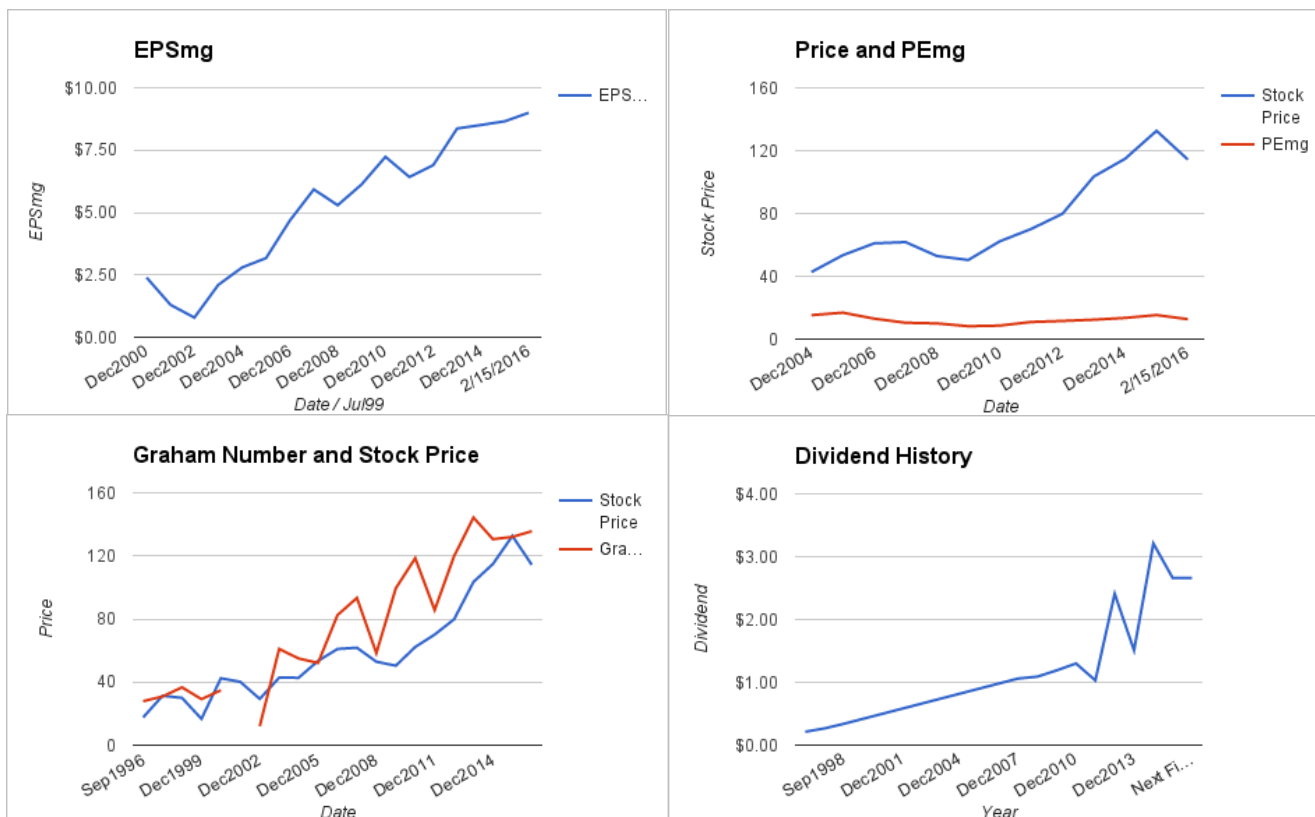 EPSmg
$10.00
$7.50
$5.00
$2.50
$0.00
EPSmg
Dec2000
Dec2002
Dec2004
Dec2006
Dec2008
Dec2010
Dec2012
Dec2014
2/15/2016
Date / Jul99
EPS...
Price and PEmg
160
120
80
40
0
Stock Price
Dec2004
Dec2006
Dec2008
Dec2010
Dec2012
Dec2014
2/15/2016
Date
Stock
Price
PEmg
Graham Number and Stock Price
160
120
80
40
0
Price
Sep1996
Dec1999
Dec2002
Dec2005
Dec2008
Dec2011
Dec2014
Date
Stock
Price
Gra...
Dividend History
$4.00
$3.00
$2.00
$1.00
$0.00
Dividend
Sep1998
Dec2001
Dec2004
Dec2007
Dec2010
Dec2013
Next Fi...
Year